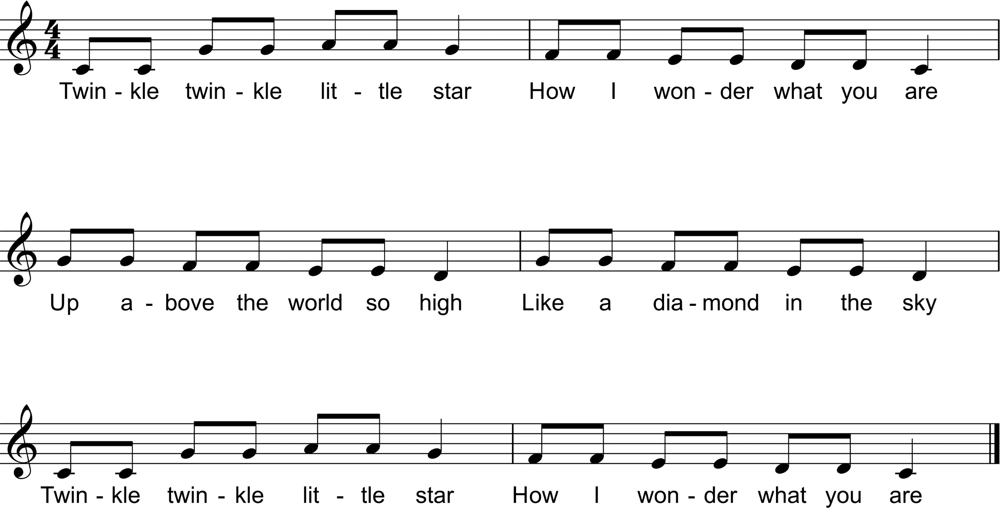 4
4
Twin - kle twin - kle lit - tle star How I won - der what you are
Up a - bove the world so high Like a dia - mond in the sky
Twin - kle twin - kle lit - tle star How I won - der what you are